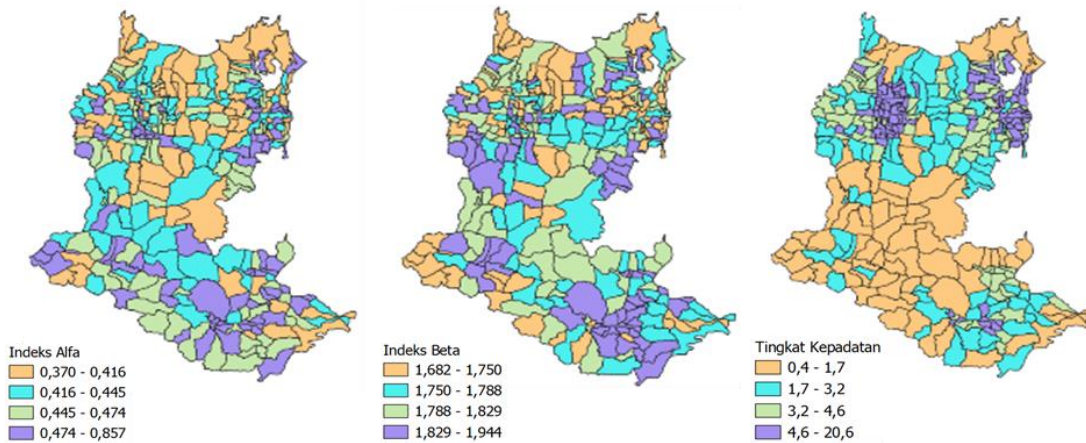 Indeks Alfa
0,370 - 0,416
0,416 - 0,445
0,445 - 0,474
0,474 - 0,857
Indeks Beta
1,682 - 1,750
1,750 - 1,788
1,788 - 1,829
1,829 - 1,944
Tingkat Kepadatan
0,4 - 1,7
1,7 - 3,2
3,2 - 4,6
4,6 - 20,6